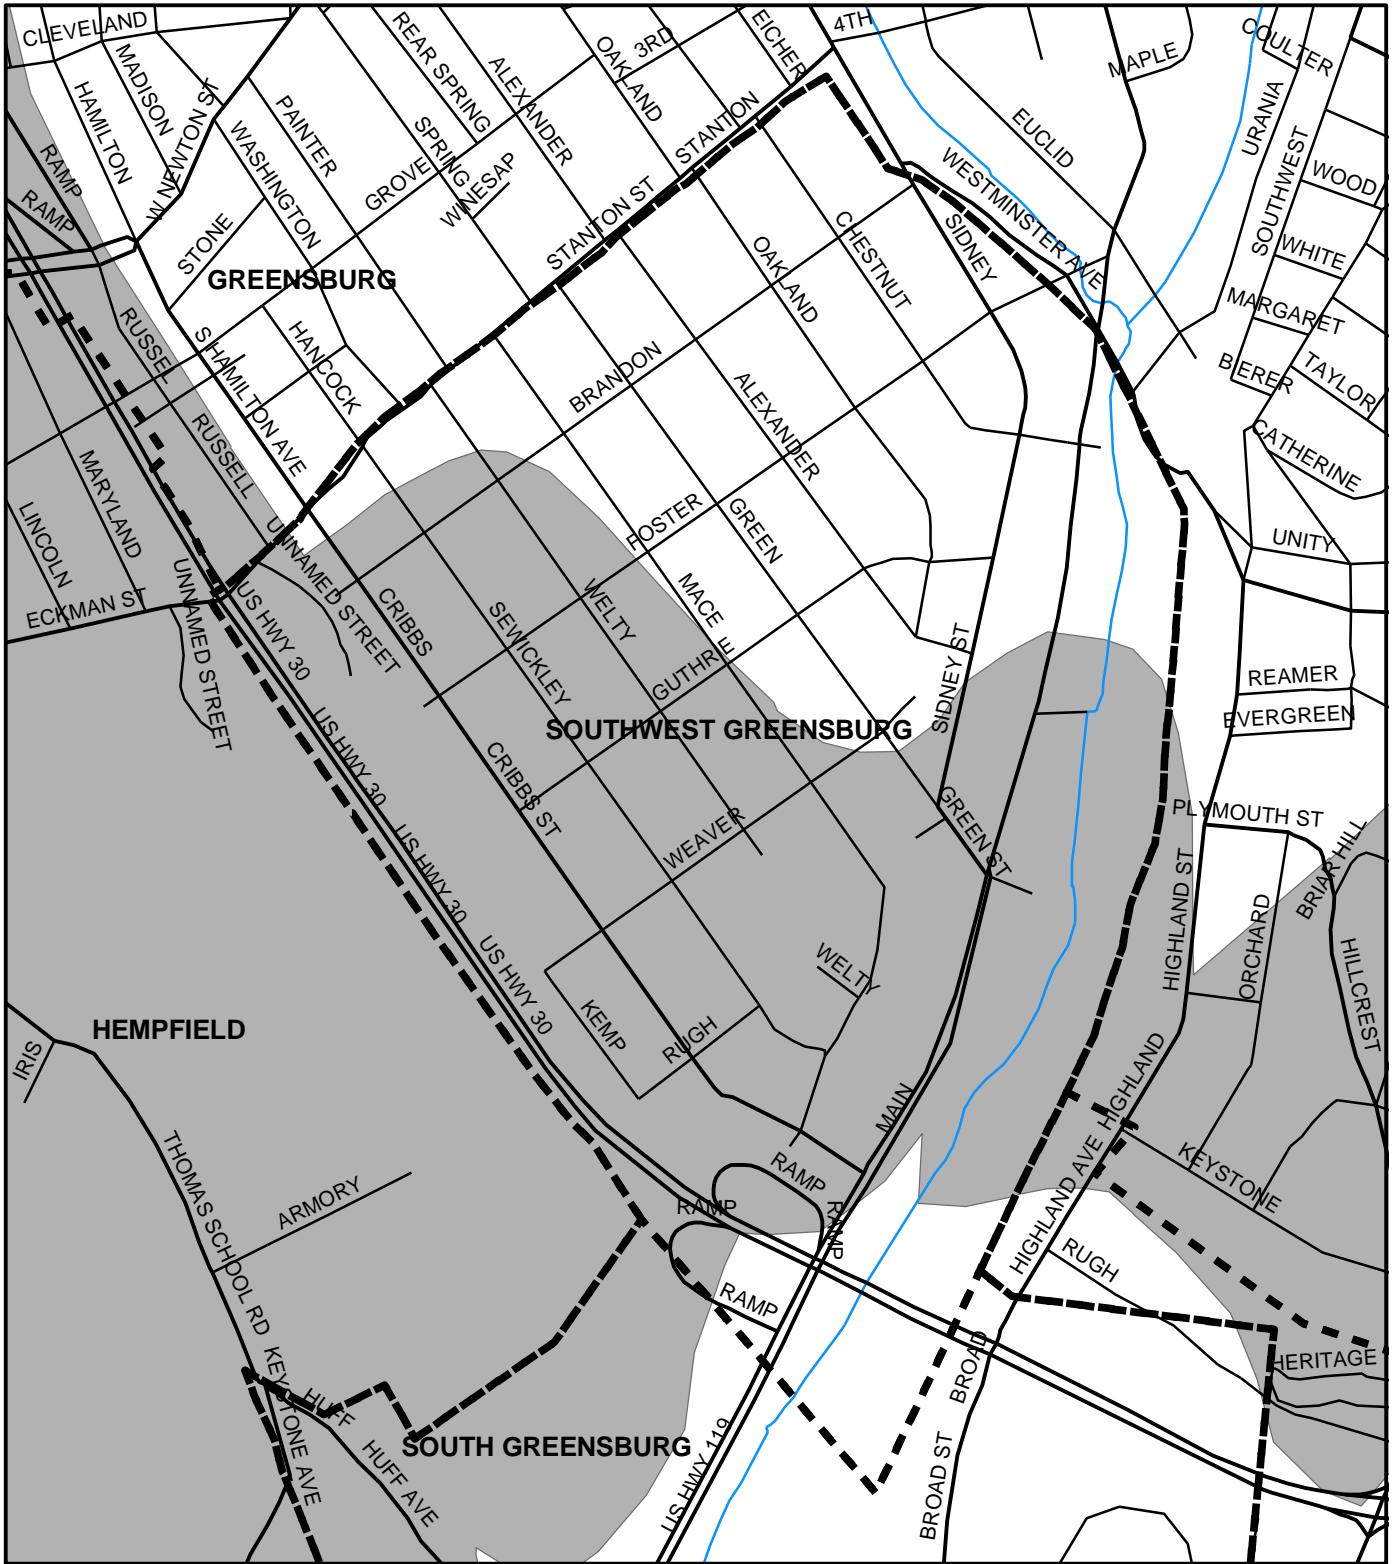 CLEVELAND
MADISON
HAMILTON
W NEWTON ST
REAR SPRING
ALEXANDER
OAKLAND
3RD
EICHER
4TH
MAPLE
COULTER
URANIA
SOUTHWEST
EUCLID
WOOD
PAINTER
WASHINGTON
SPRING
GROVE
WINESAP
STANTON
STANTON ST
RAMP
RAMP
STONE
WESTMINSTER AVE
SIDNEY
CHESTNUT
OAKLAND
WHITE
MARGARET
BIERER
TAYLOR
CATHERINE
GREENSBURG
RUSSEL
S HAMILTON AVE
HANCOCK
BRANDON
ALEXANDER
RUSSELL
MARYLAND
LINCOLN
FOSTER
GREEN
UNITY
UNNAMED STREET
UNNAMED STREET
ECKMAN ST
US HWY 30
CRIBBS
SEWICKLEY
WELTY
MACE
GUTHRIE
SIDNEY ST
REAMER
EVERGREEN
US HWY 30
SOUTHWEST GREENSBURG
CRIBBS ST
WEAVER
GREEN ST
PLYMOUTH ST
BRIAR HILL
US HWY 30
HIGHLAND ST
ORCHARD
HILLCREST
US HWY 30
WELTY
KEMP
RUGH
HEMPFIELD
IRIS
MAIN
HIGHLAND
THOMAS SCHOOL RD
ARMORY
RAMP
RAMP
RAMP
RAMP
HIGHLAND AVE
KEYSTONE
RUGH
HERITAGE
BROAD
KEYSTONE AVE
HUFF
HUFF AVE
SOUTH GREENSBURG
US HWY 119
BROAD ST